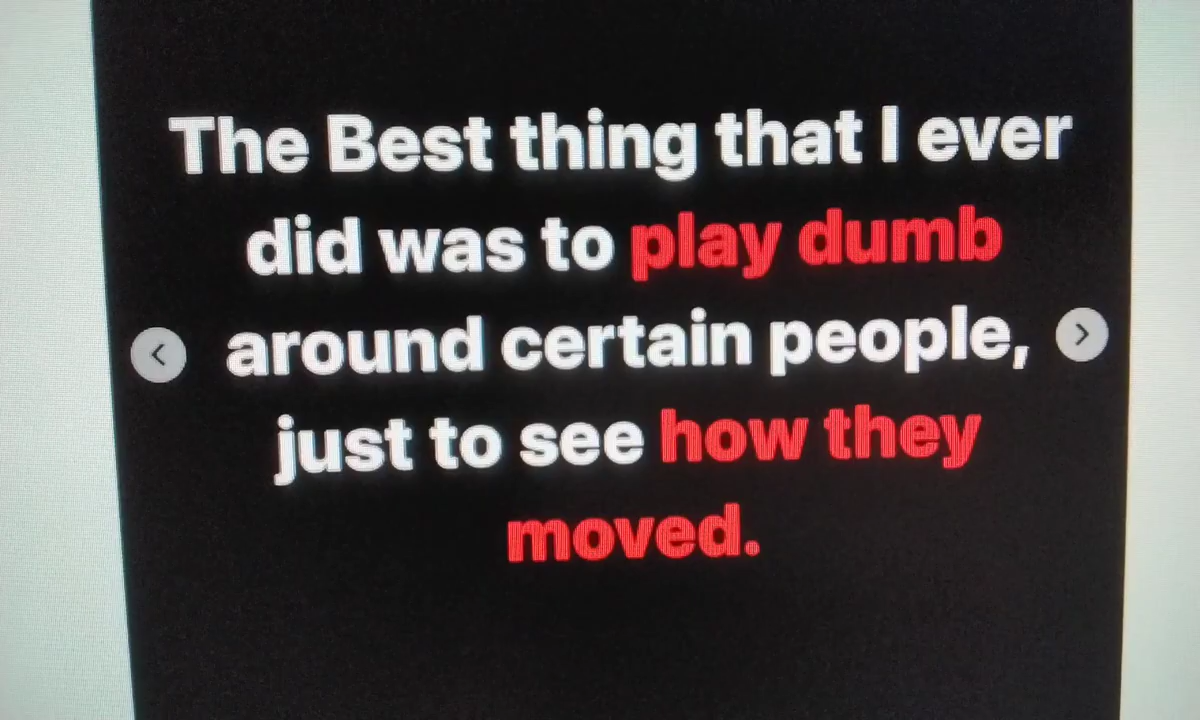 The Best thing that I ever
did was to play dumb
around certain people,
just to see how they
moved.